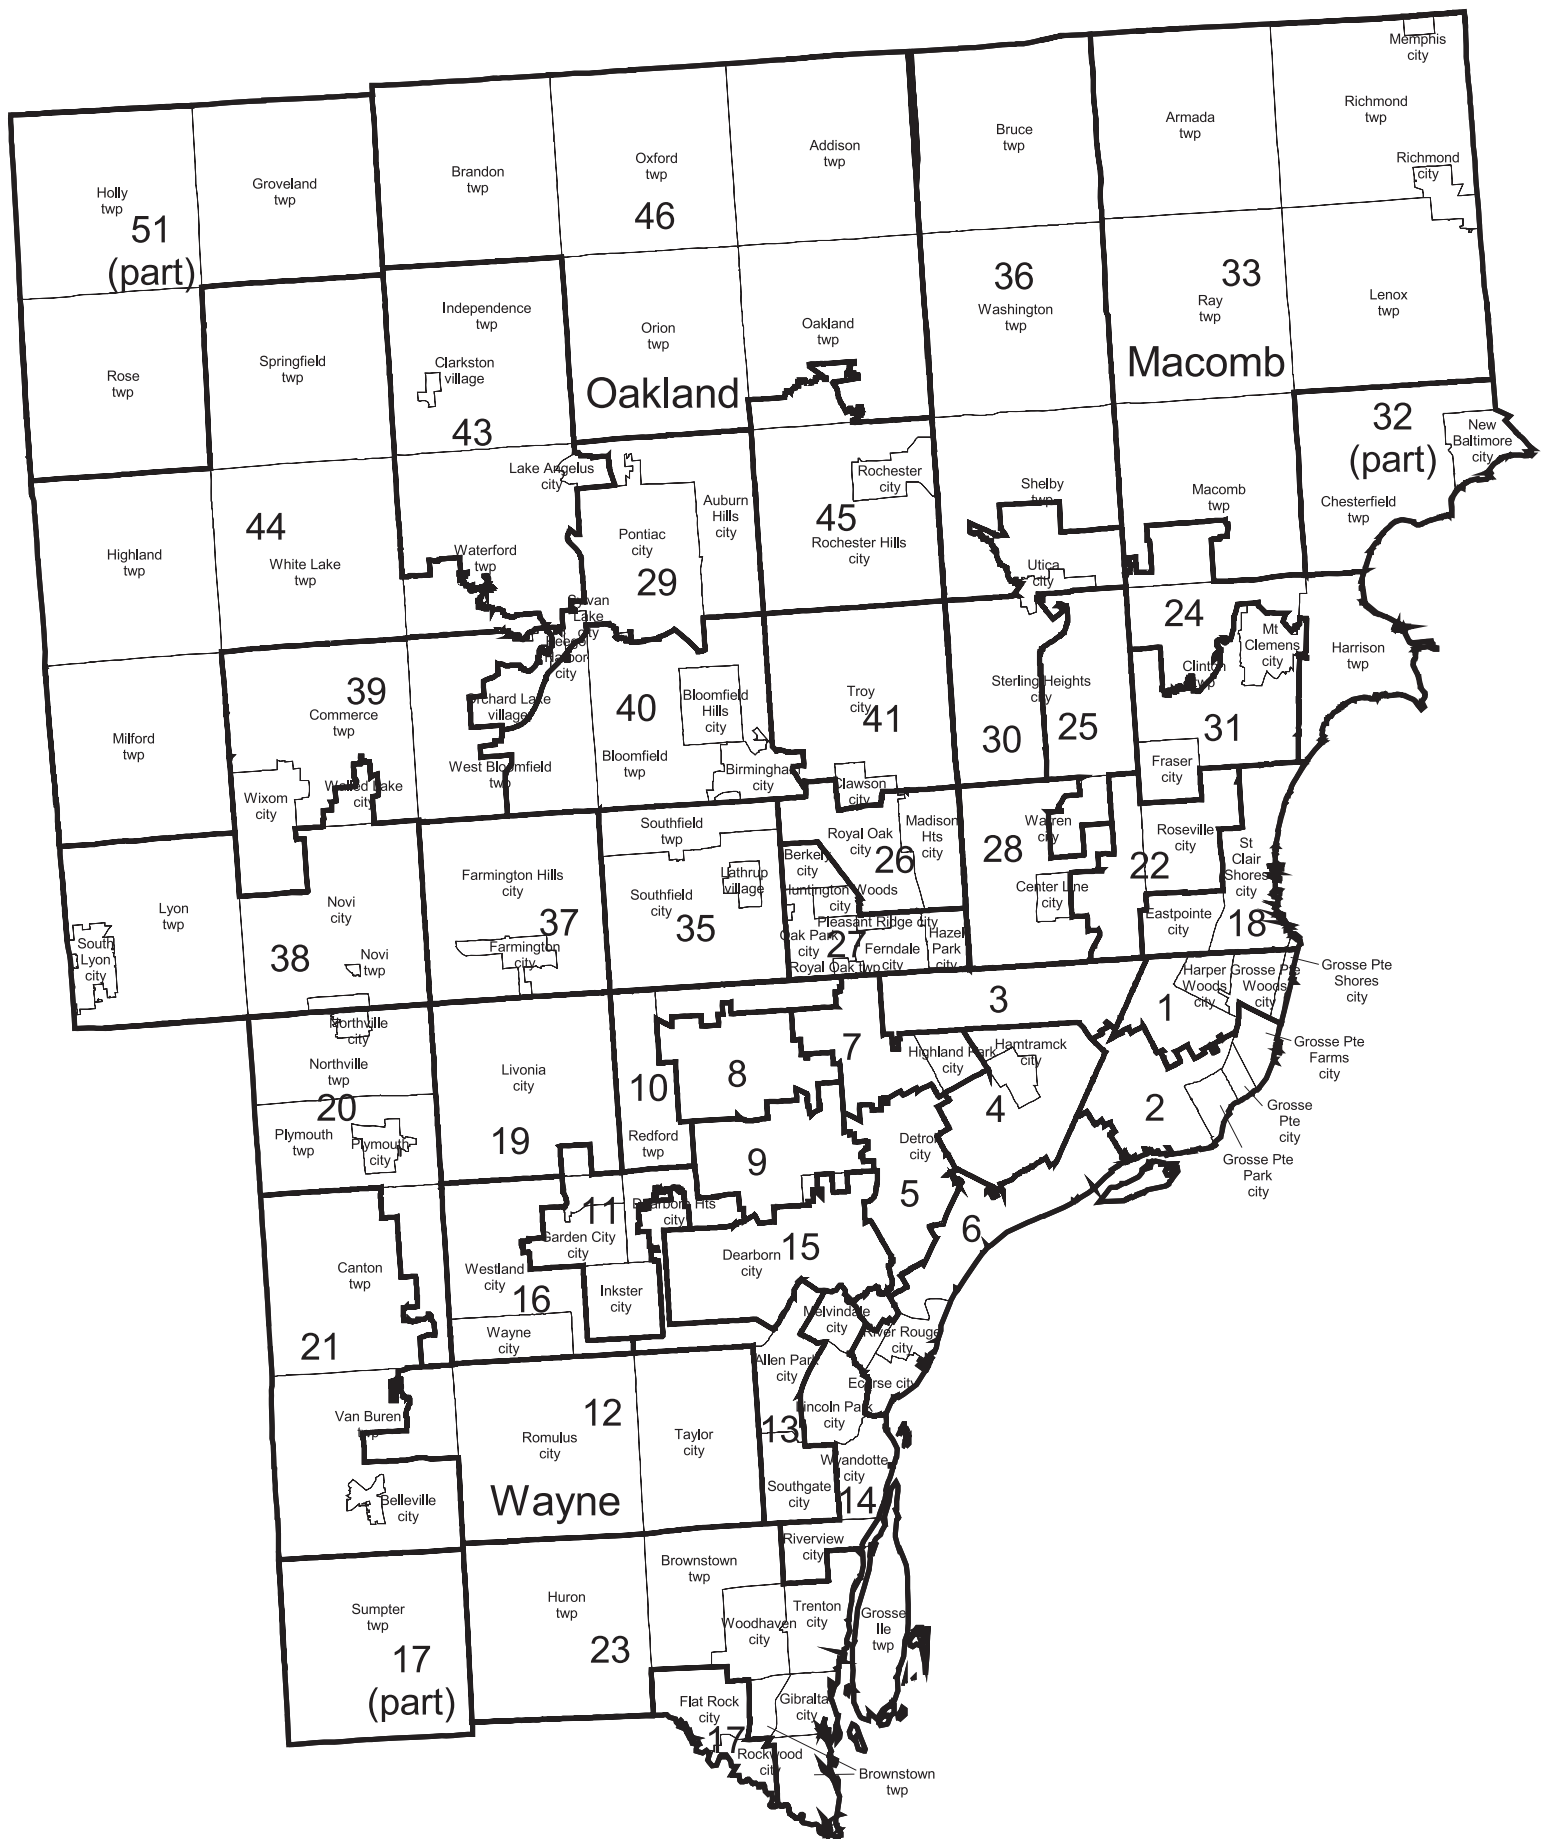 Memphis
city
Richmond
twp
Armada
twp
Bruce
twp
Addison
twp
Oxford
twp
46
Brandon
twp
Groveland
twp
Holly
twp
51
(part)
Richmond
city
36
Washington
twp
33
Ray
twp
Lenox
twp
Macomb
Independence
twp
Clarkston
village
43
Orion
twp
Oakland
twp
Oakland
Springfield
twp
Rose
twp
32
(part)
New
Baltimore
city
Chesterfield
twp
Lake Angelus
city
Auburn
Hills
city
Pontiac
city
29
Rochester
city
45
Rochester Hills
city
Shelby
twp
Macomb
twp
Utica
city
44
White Lake
twp
Highland
twp
Waterford
twp
Sylvan
Lake
city
Keego
Harbor
city
24
Mt
Clemens
city
Clinton
twp
Harrison
twp
39
Commerce
twp
Orchard Lake
village
40
Bloomfield
Hills
city
Bloomfield
twp
Troy
city
41
Sterling Heights
city
30
25
31
Milford
twp
West Bloomfield
twp
Birmingham
city
Fraser
city
Wixom
city
Walled Lake
city
Clawson
city
Southfield
twp
Royal Oak
city
26
Madison
Hts
city
Warren
city
28
Roseville
city
22
St
Clair
Shores
city
Berkely
city
Lathrup
village
Farmington Hills
city
37
Southfield
city
35
Huntington Woods
city
Center Line
city
Lyon
twp
Novi
city
Eastpointe
city
18
Pleasant Ridge city
Oak Park
city
27
Ferndale
city
Hazel
Park
city
Royal Oak twp
South
Lyon
city
38
Novi
twp
Farmington
city
Harper
Woods
city
Grosse Pte
Woods
city
Grosse Pte
Shores
city
3
1
Northville
city
Northville
twp
20
Livonia
city
10
8
7
Highland Park
city
Hamtramck
city
Grosse Pte
Farms
city
4
2
Grosse
Pte
city
Plymouth
twp
Plymouth
city
19
Redford
twp
9
Detroit
city
Grosse Pte
Park
city
5
6
11
Dearborn Hts
city
Garden City
city
Dearborn
city
15
Canton
twp
Westland
city
16
Inkster
city
Wayne
city
Melvindale
city
River Rouge
city
21
Allen Park
city
Ecorse city
Van Buren
twp
12
Romulus
city
Taylor
city
13
Lincoln Park
city
Wyandotte
city
Southgate
city
14
Wayne
Belleville
city
Riverview
city
Brownstown
twp
Sumpter
twp
17
(part)
Huron
twp
23
Woodhaven
city
Trenton
city
Grosse
Ile
twp
Flat Rock
city
17
Gibraltar
city
Rockwood
city
Brownstown
twp